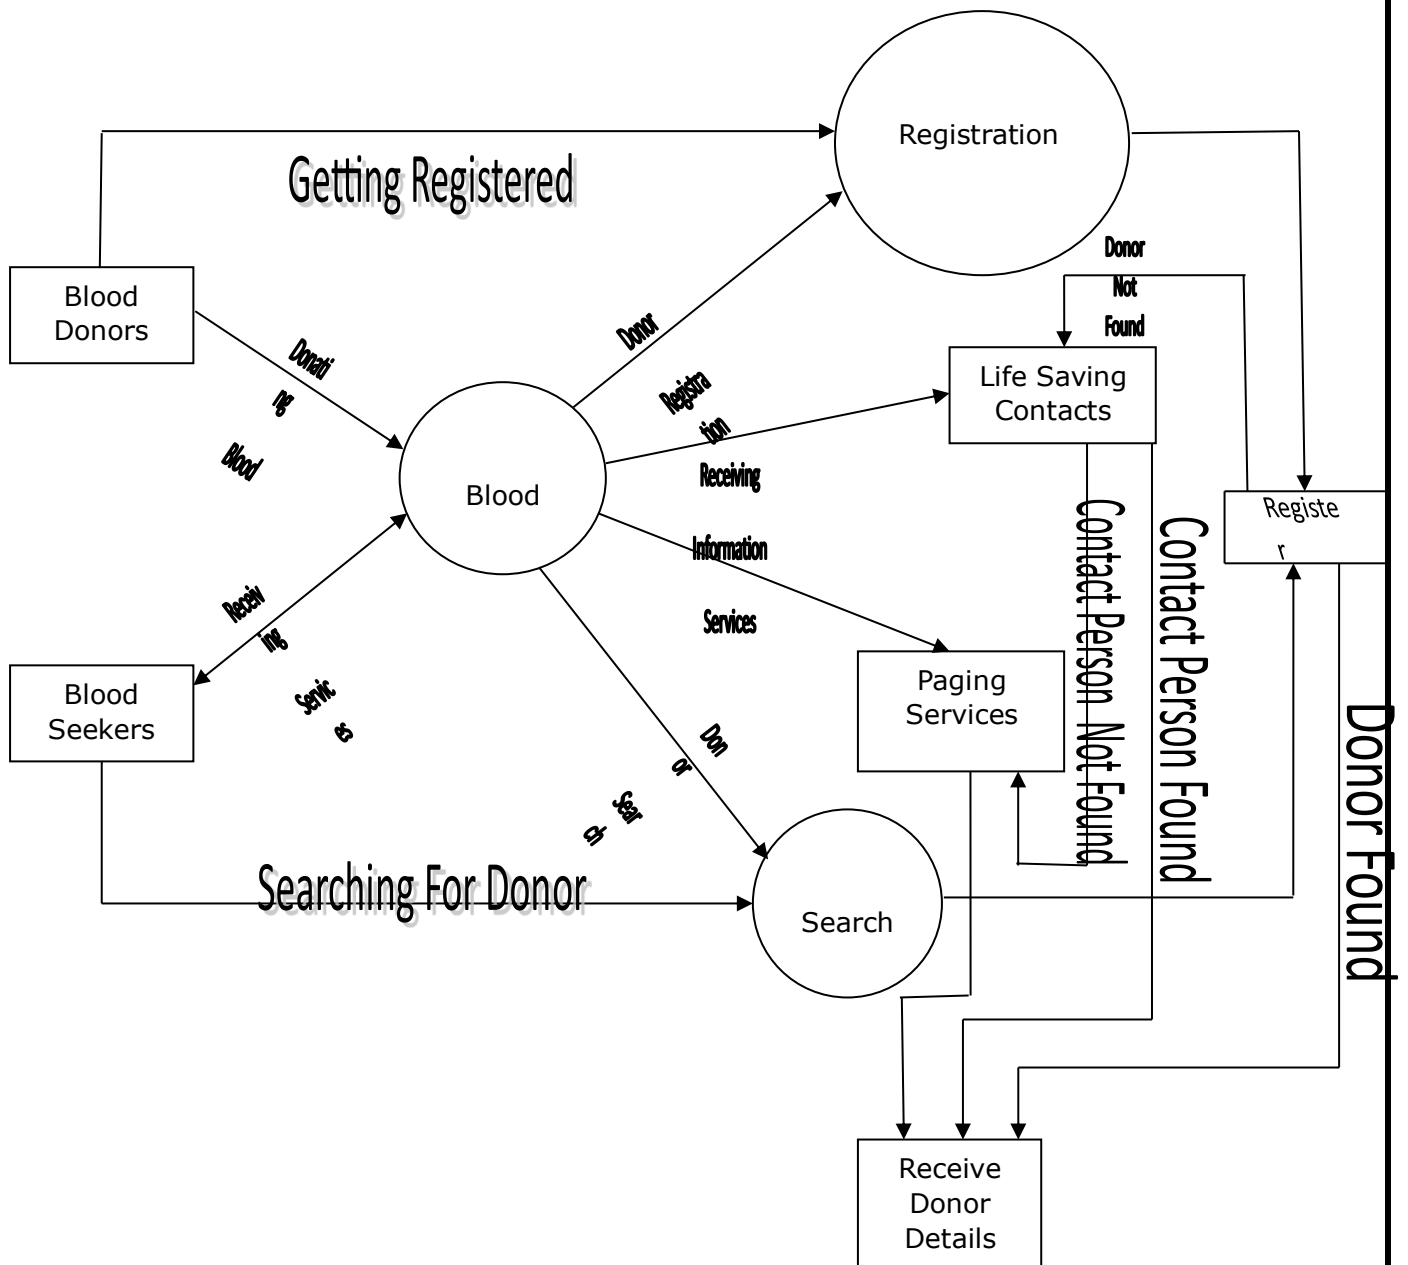 Registration
Getting Registered
Donor
Not
Found
Blood
Donors
Donati
ng
Blood
Donor
Registra
tion
Life Saving
Contacts
Blood
Receiving
Information
Services
Registe
r
Contact Person Not Found
Contact Person Found
Receiv
ing
Servic
es
Blood
Seekers
Paging
Services
Donor Found
Don
or
Sear
ch
Searching For Donor
Search
Receive
Donor
Details